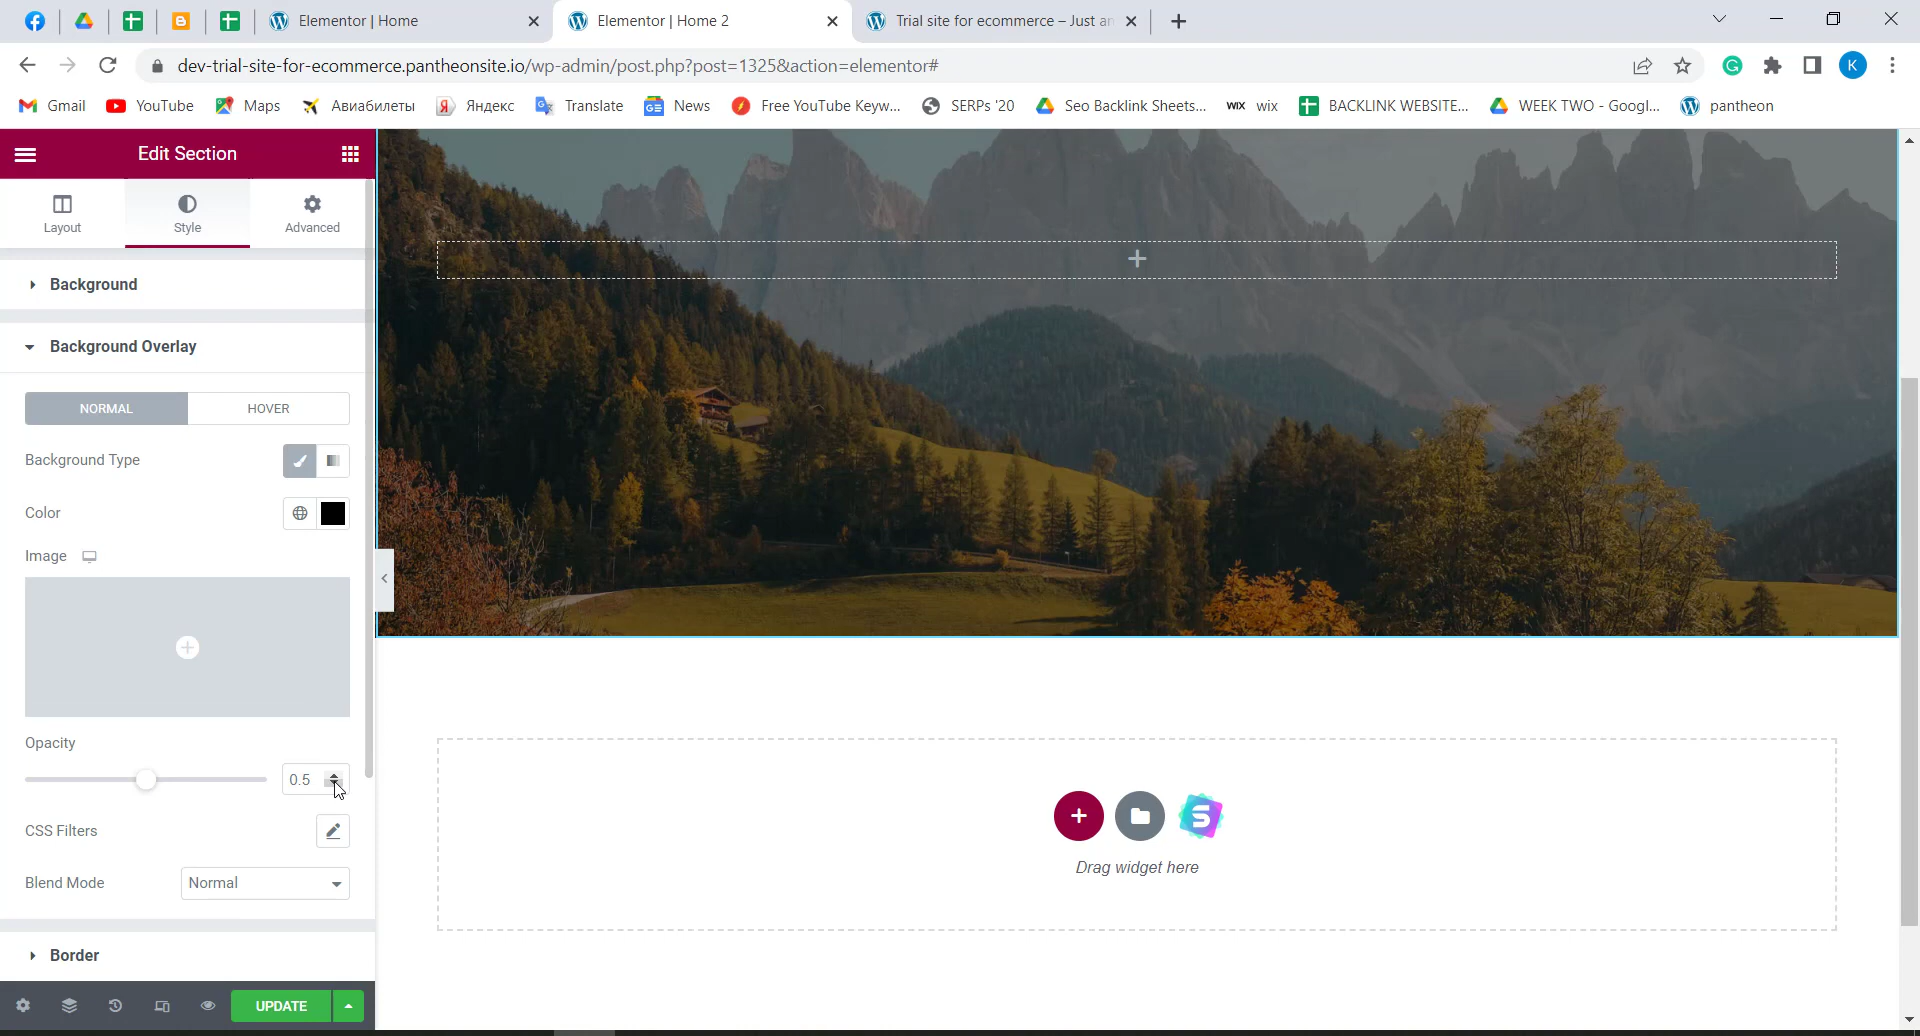 Elementor | Home
Elementor | Home 2
Trial site for ecommerce – Just an
dev-trial-site-for-ecommerce.pantheonsite.io/wp-admin/post.php?post=1325&action=elementor#
K
Gmail
YouTube
Maps
Авиабилеты
Яндекс
Translate
News
Free YouTube Keyw...
SERPs '20
Seo Backlink Sheets...
WIX wix
BACKLINK WEBSITE...
WEEK TWO - Googl...
pantheon
Edit Section
Layout
Style
Advanced
Background
Background Overlay
NORMAL
HOVER
Background Type
Color
Image
Opacity
0.5
CSS Filters
Blend Mode
Normal
Border
UPDATE
Drag widget here